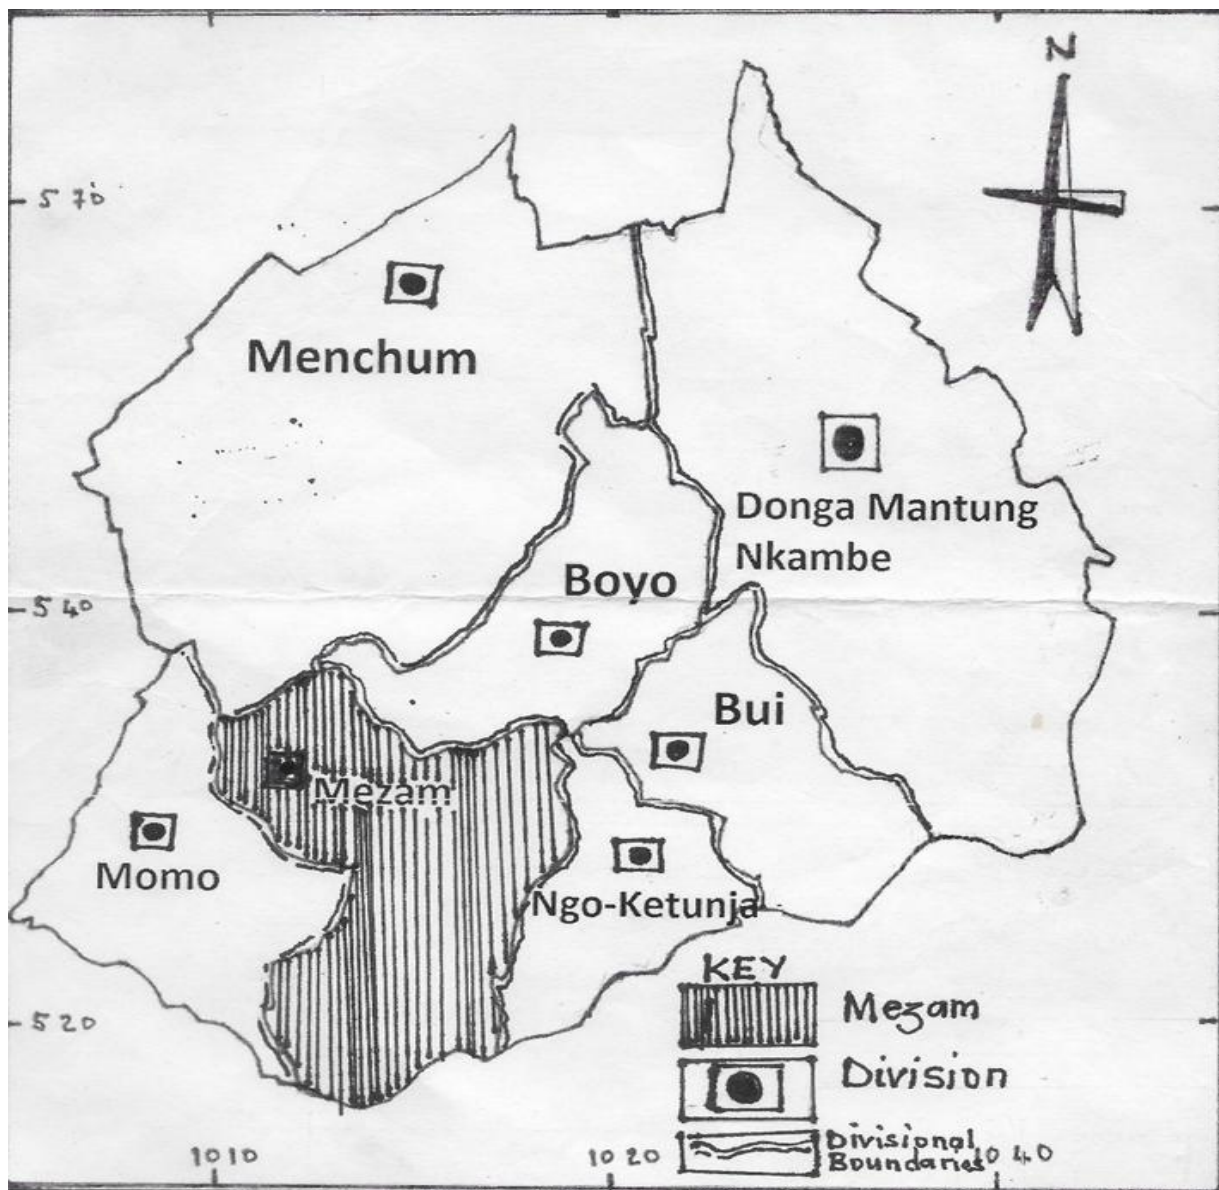 N
5 70
Menchum
Donga Mantung
Nkambe
Boyo
5 40
Bui
Mezam
Momo
Ngo-Ketunja
KEY
Mezam
5 20
Division
Divisional
Boundaries
10 10
10 20
10 40